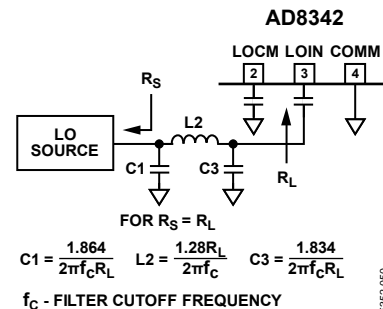 AD8342
LOCM LOIN COMM
2 3 4
RS
LO
SOURCE
L2
C1 C3
RL
FOR RS = RL
C1 = 1.864 / 2πfCRL L2 = 1.28RL / 2πfC C3 = 1.834 / 2πfCRL
fC - FILTER CUTOFF FREQUENCY